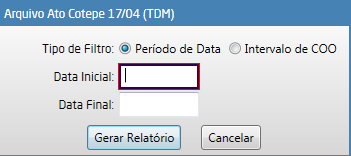 Arquivo Ato Cotepe 17/04 (TDM)
Tipo de Filtro: Período de Data Intervalo de COO
Data Inicial:
Data Final:
Gerar Relatório Cancelar